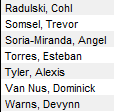 Radulski, Cohl
Somsel, Trevor
Soria-Miranda, Angel
Torres, Esteban
Tyler, Alexis
Van Nus, Dominick
Warns, Devynn